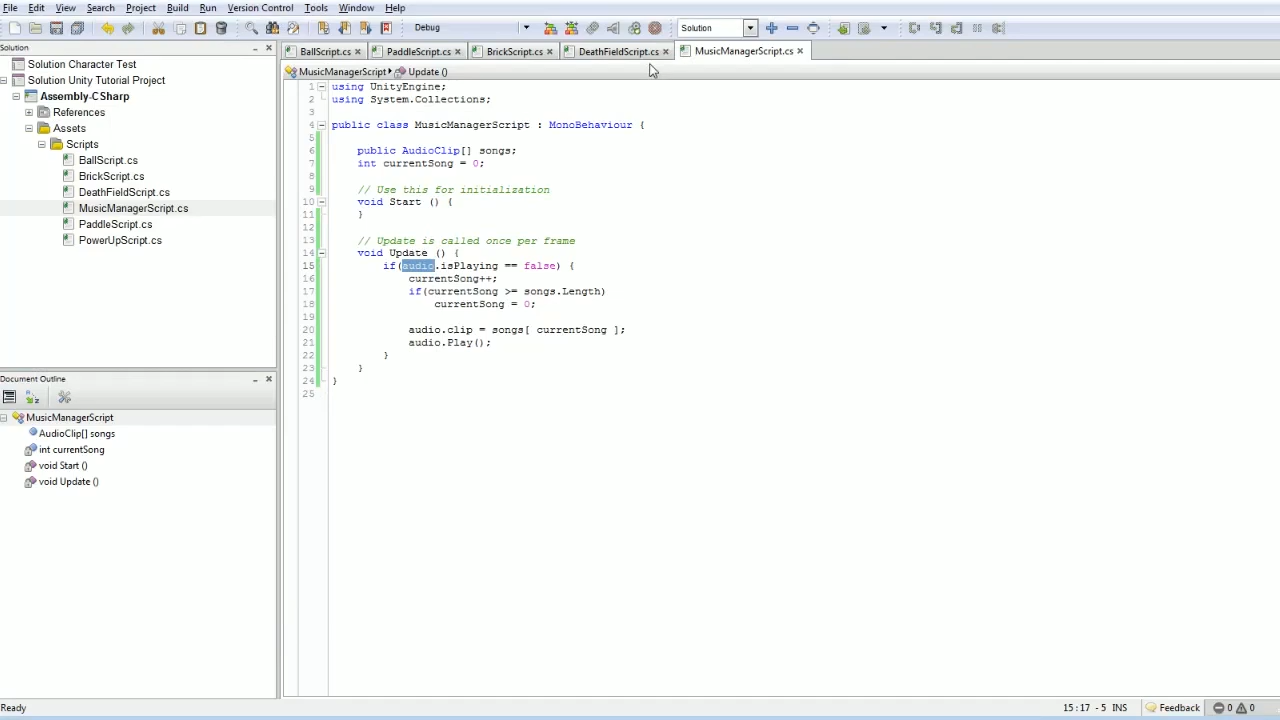 File Edit View Search Project Build Run Version Control Tools Window Help
Debug Solution
Solution
Solution Character Test
Solution Unity Tutorial Project
Assembly-CSharp
References
Assets
Scripts
BallScript.cs
BrickScript.cs
DeathFieldScript.cs
MusicManagerScript.cs
PaddleScript.cs
PowerUpScript.cs
Document Outline
MusicManagerScript
AudioClip[] songs
int currentSong
void Start ()
void Update ()
BallScript.cs PaddleScript.cs BrickScript.cs DeathFieldScript.cs MusicManagerScript.cs
MusicManagerScript Update ()
1 using UnityEngine;
2 using System.Collections;
3
4 public class MusicManagerScript : MonoBehaviour {
5
6 public AudioClip[] songs;
7 int currentSong = 0;
8
9 // Use this for initialization
10 void Start () {
11 }
12
13 // Update is called once per frame
14 void Update () {
15 if(audio.isPlaying == false) {
16 currentSong++;
17 if(currentSong >= songs.Length)
18 currentSong = 0;
19
20 audio.clip = songs[ currentSong ];
21 audio.Play();
22 }
23 }
24 }
25
Ready 15:17 - 5 INS Feedback 0 0